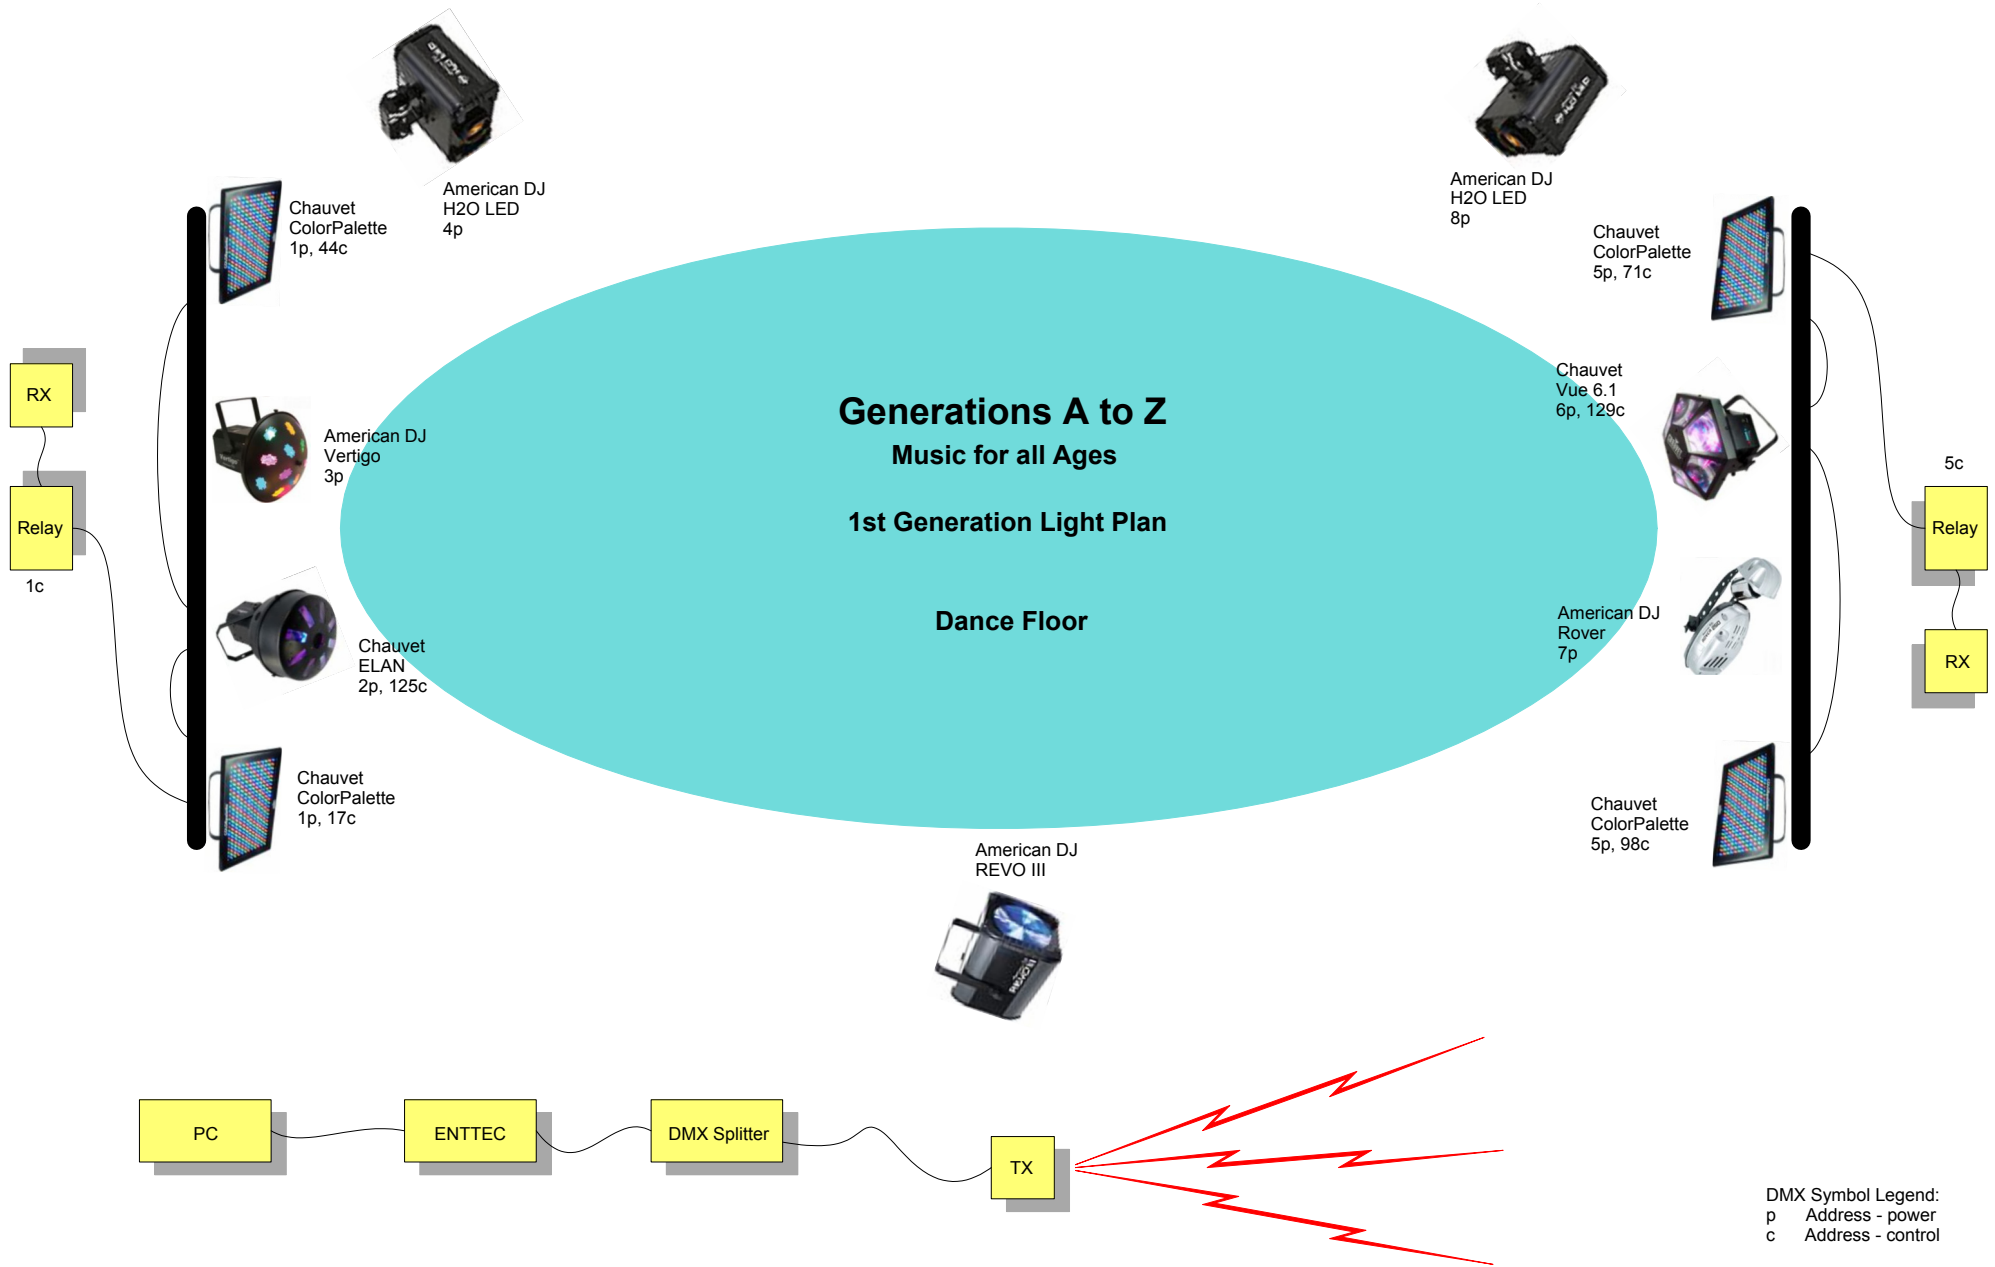 American DJ
H2O LED
4p
American DJ
H2O LED
8p
Chauvet
ColorPalette
1p, 44c
Chauvet
ColorPalette
5p, 71c
RX
Relay
1c
American DJ
Vertigo
3p
Vertigo
Chauvet
ELAN
2p, 125c
Chauvet
ColorPalette
1p, 17c
Generations A to Z
Music for all Ages
1st Generation Light Plan
Dance Floor
Chauvet
Vue 6.1
6p, 129c
5c
Relay
RX
American DJ
Rover
7p
Chauvet
ColorPalette
5p, 98c
American DJ
REVO III
PC
ENTTEC
DMX Splitter
TX
DMX Symbol Legend:
p Address - power
c Address - control